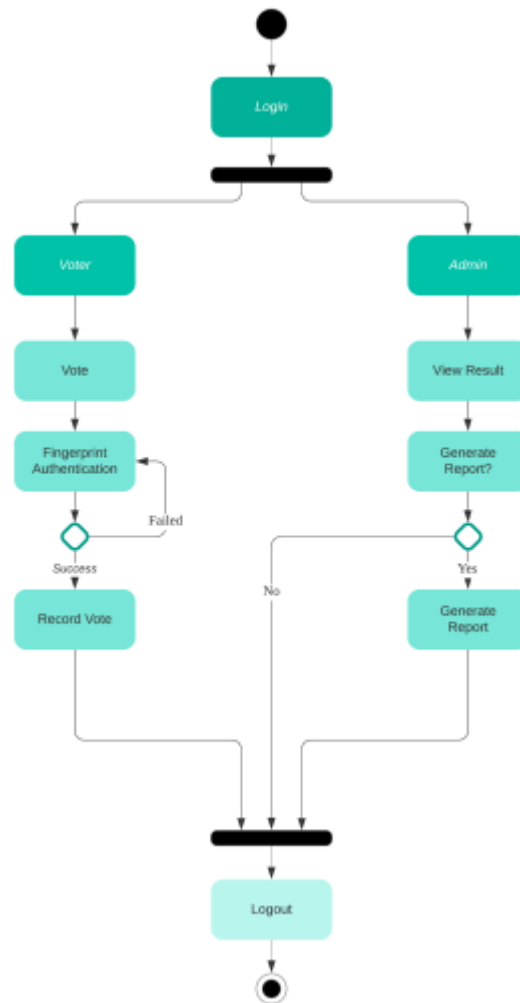 Login
Voter
Admin
Vote
View Result
Fingerprint
Authentication
Generate
Report?
Failed
Success
Yes
No
Record Vote
Generate
Report
Logout